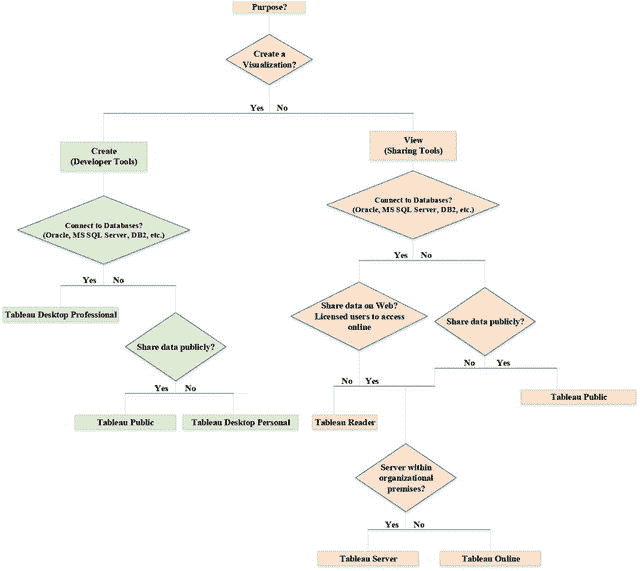 Purpose?
Create a
Visualization?
Yes No
Create
(Developer Tools)
View
(Sharing Tools)
Connect to Databases?
(Oracle, MS SQL Server, DB2, etc.)
Connect to Databases?
(Oracle, MS SQL Server, DB2, etc.)
Yes No
Yes No
Tableau Desktop Professional
Share data publicly?
Share data on Web?
Licensed users to access
online
Share data publicly?
Yes No
No Yes
No Yes
Tableau Public
Tableau Desktop Personal
Tableau Reader
Tableau Public
Server within
organizational
premises?
Yes No
Tableau Server
Tableau Online